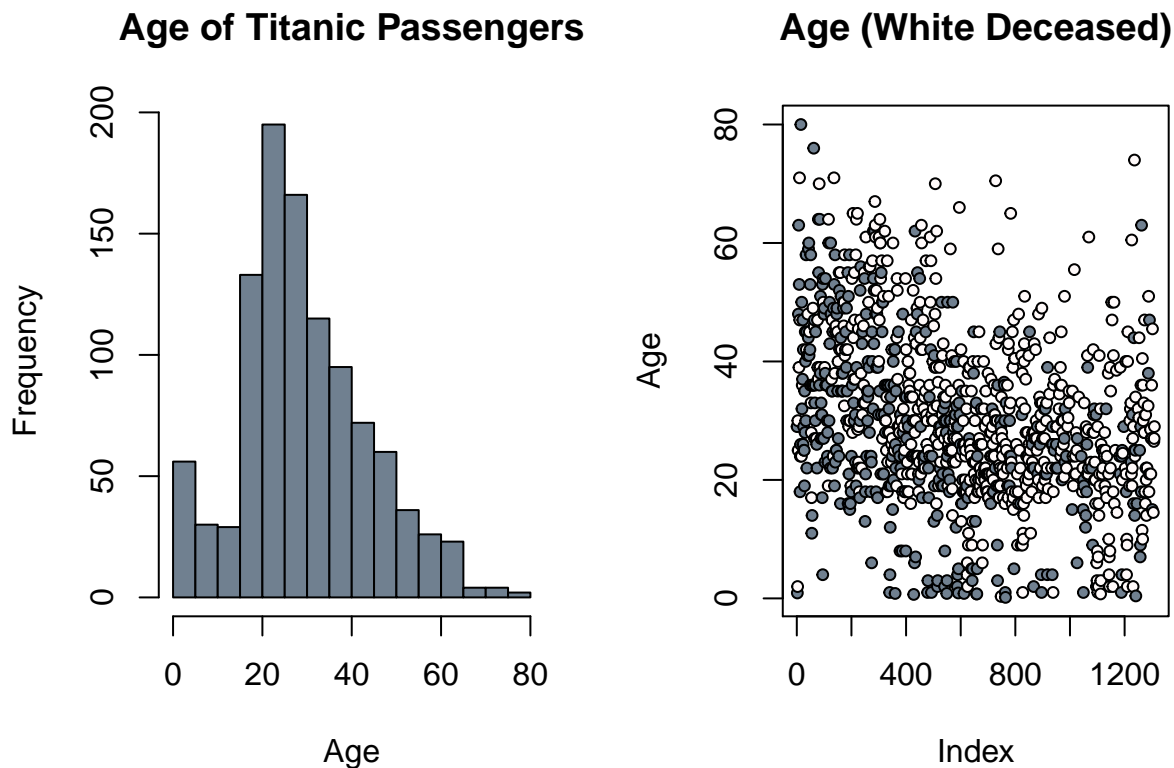 Age of Titanic Passengers
Frequency
200
150
100
50
0
0 20 40 60 80
Age
Age (White Deceased)
Age
80
60
40
20
0
0 400 800 1200
Index